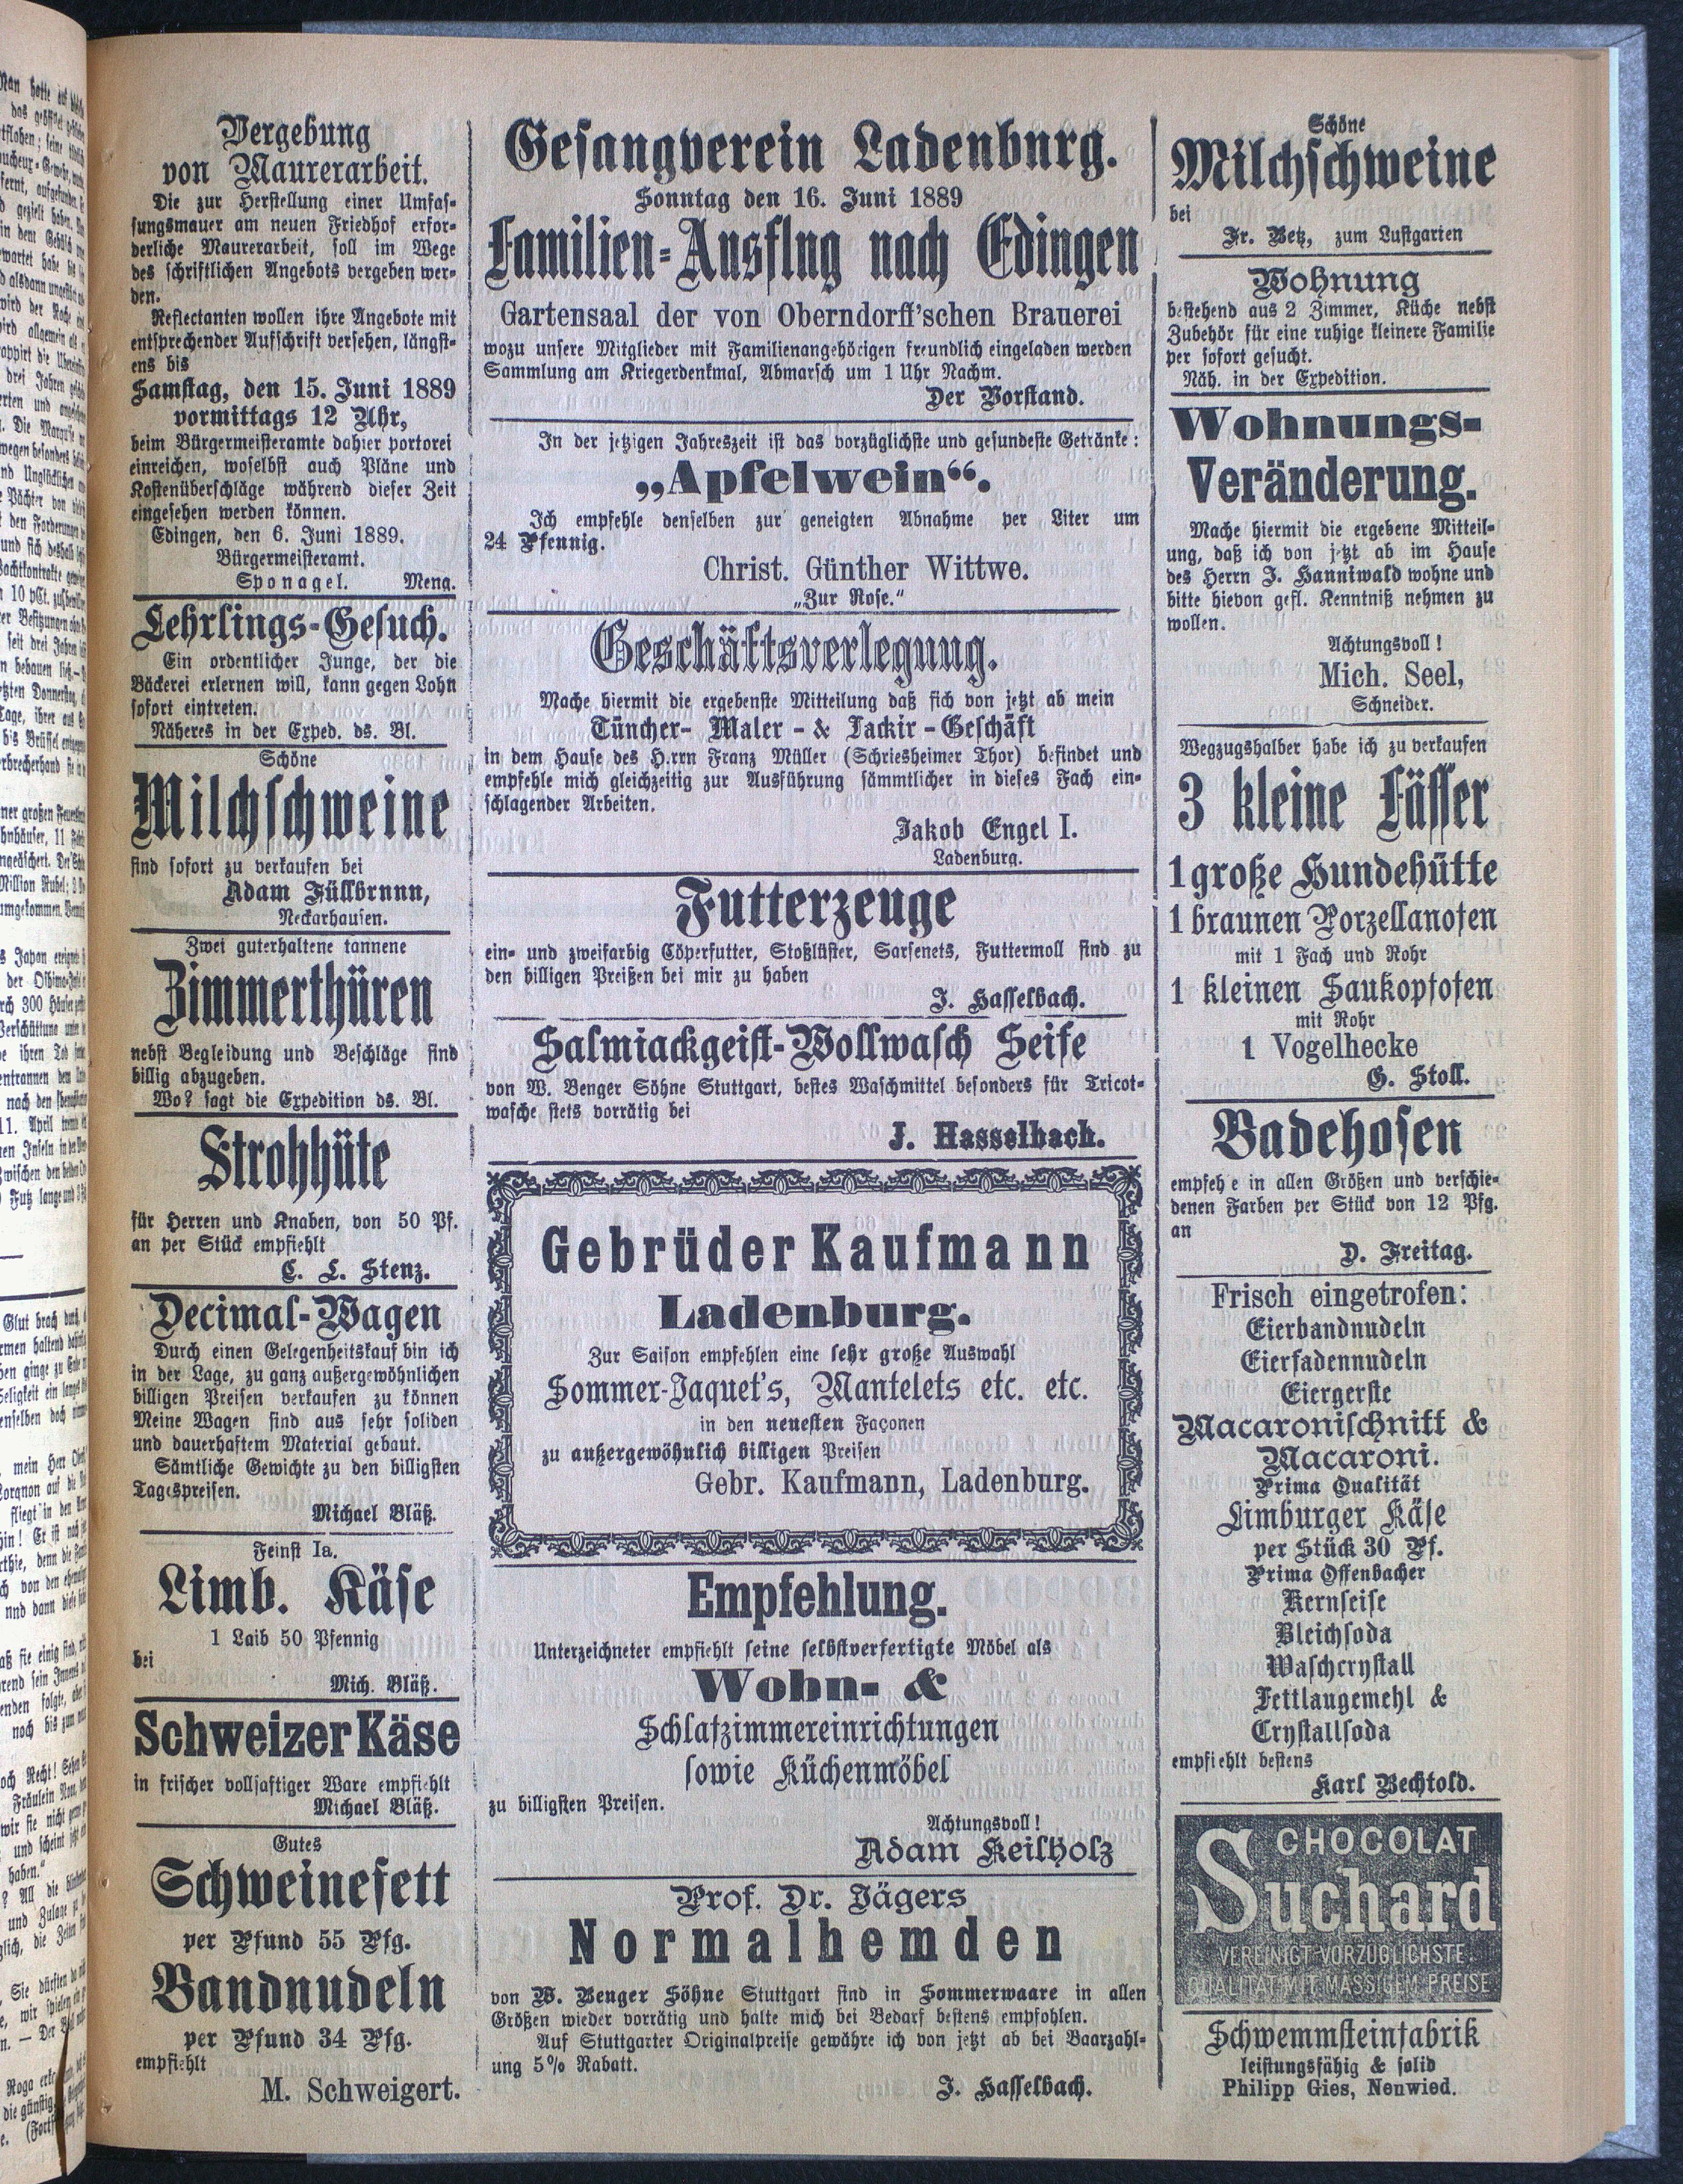 Vergebung
von Maurerarbeit.
Die zur Herstellung einer Umfas-
sungsmauer am neuen Friedhof erfor-
derliche Maurerarbeit, soll im Wege
des schriftlichen Angebots vergeben wer-
den.
Reflectanten wollen ihre Angebote mit
entsprechender Aufschrift versehen, längst-
ens bis
Samstag, den 15. Juni 1889
vormittags 12 Uhr,
beim Bürgermeisteramte dahier portorei
einreichen, woselbst auch Pläne und
Kostenüberschläge während dieser Zeit
eingesehen werden können.
Edingen, den 6. Juni 1889.
Bürgermeisteramt.
Sponagel. Meng.
Lehrlings-Gesuch.
Ein ordentlicher Junge, der die
Bäckerei erlernen will, kann gegen Lohn
sofort eintreten.
Näheres in der Exped. ds. Bl.
Schöne
Milchschweine
sind sofort zu verkaufen bei
Adam Füllbrunn,
Neckarhausen.
Zwei guterhaltene tannene
Zimmerthüren
nebst Begleidung und Beschläge sind
billig abzugeben.
Wo? sagt die Expedition ds. Bl.
Strohhüte
für Herren und Knaben, von 50 Pf.
an per Stück empfiehlt
C. L. Stenz.
Decimal-Wagen
Durch einen Gelegenheitskauf bin ich
in der Lage, zu ganz außergewöhnlichen
billigen Preisen verkaufen zu können
Meine Wagen sind aus sehr soliden
und dauerhaftem Material gebaut.
Sämtliche Gewichte zu den billigsten
Tagespreisen.
Michael Bläß.
Feinst Ia.
Limb. Käse
1 Laib 50 Pfennig
bei
Mich. Bläß.
Schweizer Käse
in frischer vollsaftiger Ware empfiehlt
Michael Bläß.
Gutes
Schweinefett
per Pfund 55 Pfg.
Bandnudeln
per Pfund 34 Pfg.
empfiehlt
M. Schweigert.
Gesangverein Ladenburg.
Sonntag den 16. Juni 1889
Familien-Ausflug nach Edingen
Gartensaal der von Oberndorff'schen Brauerei
wozu unsere Mitglieder mit Familienangehörigen freundlich eingeladen werden
Sammlung am Kriegerdenkmal, Abmarsch um 1 Uhr Nachm.
Der Vorstand.
In der jetzigen Jahreszeit ist das vorzüglichste und gesundeste Getränke:
„Apfelwein“.
Ich empfehle denselben zur geneigten Abnahme per Liter um
24 Pfennig.
Christ. Günther Wittwe.
„Zur Rose.“
Geschäftsverlegung.
Mache hiermit die ergebenste Mitteilung daß sich von jetzt ab mein
Tüncher- Maler - & Lackir - Geschäft
in dem Hause des H.rrn Franz Müller (Schriesheimer Thor) befindet und
empfehle mich gleichzeitig zur Ausführung sämmtlicher in dieses Fach ein-
schlagender Arbeiten.
Jakob Engel I.
Ladenburg.
Futterzeuge
ein- und zweifarbig Cöperfutter, Stoßlüster, Sarsenets, Futtermoll sind zu
den billigen Preißen bei mir zu haben
J. Hasselbach.
Salmiackgeist-Wollwasch Seife
von W. Benger Söhne Stuttgart, bestes Waschmittel besonders für Tricot-
wasche stets vorrätig bei
J. Hasselbach.
Gebrüder Kaufmann
Ladenburg.
Zur Saison empfehlen eine sehr große Auswahl
Sommer-Jaquet's, Mantelets etc. etc.
in den neuesten Façonen
zu außergewöhnlich billigen Preisen
Gebr. Kaufmann, Ladenburg.
Empfehlung.
Unterzeichneter empfiehlt seine selbstverfertigte Möbel als
Wohn- &
Schlafzimmereinrichtungen
sowie Küchenmöbel
zu billigsten Preisen.
Achtungsvoll!
Adam Keilholz
Prof. Dr. Jägers
Normalhemden
von W. Benger Söhne Stuttgart sind in Sommerwaare in allen
Größen wieder vorrätig und halte mich bei Bedarf bestens empfohlen.
Auf Stuttgarter Originalpreise gewähre ich von jetzt ab bei Baarzahl-
ung 5% Rabatt.
J. Hasselbach.
Schöne
Milchschweine
bei
Fr. Betz, zum Lustgarten
Wohnung
bestehend aus 2 Zimmer, Küche nebst
Zubehör für eine ruhige kleinere Familie
per sofort gesucht.
Näh. in der Expedition.
Wohnungs-
Veränderung.
Mache hiermit die ergebene Mitteil-
ung, daß ich von jetzt ab im Hause
des Herrn J. Hanniwald wohne und
bitte hievon gefl. Kenntniß nehmen zu
wollen.
Achtungsvoll!
Mich. Seel,
Schneider.
Wegzugshalber habe ich zu verkaufen
3 kleine Fässer
1 große Hundehütte
1 braunen Porzellanofen
mit 1 Fach und Rohr
1 kleinen Saukopfofen
mit Rohr
1 Vogelhecke
G. Stoll.
Badehosen
empfeh e in allen Größen und verschie-
denen Farben per Stück von 12 Pfg.
an
D. Freitag.
Frisch eingetrofen:
Eierbandnudeln
Eierfadennudeln
Eiergerste
Macaronischnitt &
Macaroni.
Prima Qualität
Limburger Käse
per Stück 30 Pf.
Prima Offenbacher
Kernseise
Bleichsoda
Waschcrystall
Fettlaugemehl &
Crystallsoda
empfiehlt bestens
Karl Bechtold.
CHOCOLAT
Suchard
VEREINIGT VORZÜGLICHSTE
QUALITÄT MIT MÄSSIGEM PREISE
Schwemmsteinfabrik
leistungsfähig & solid
Philipp Gies, Neuwied.